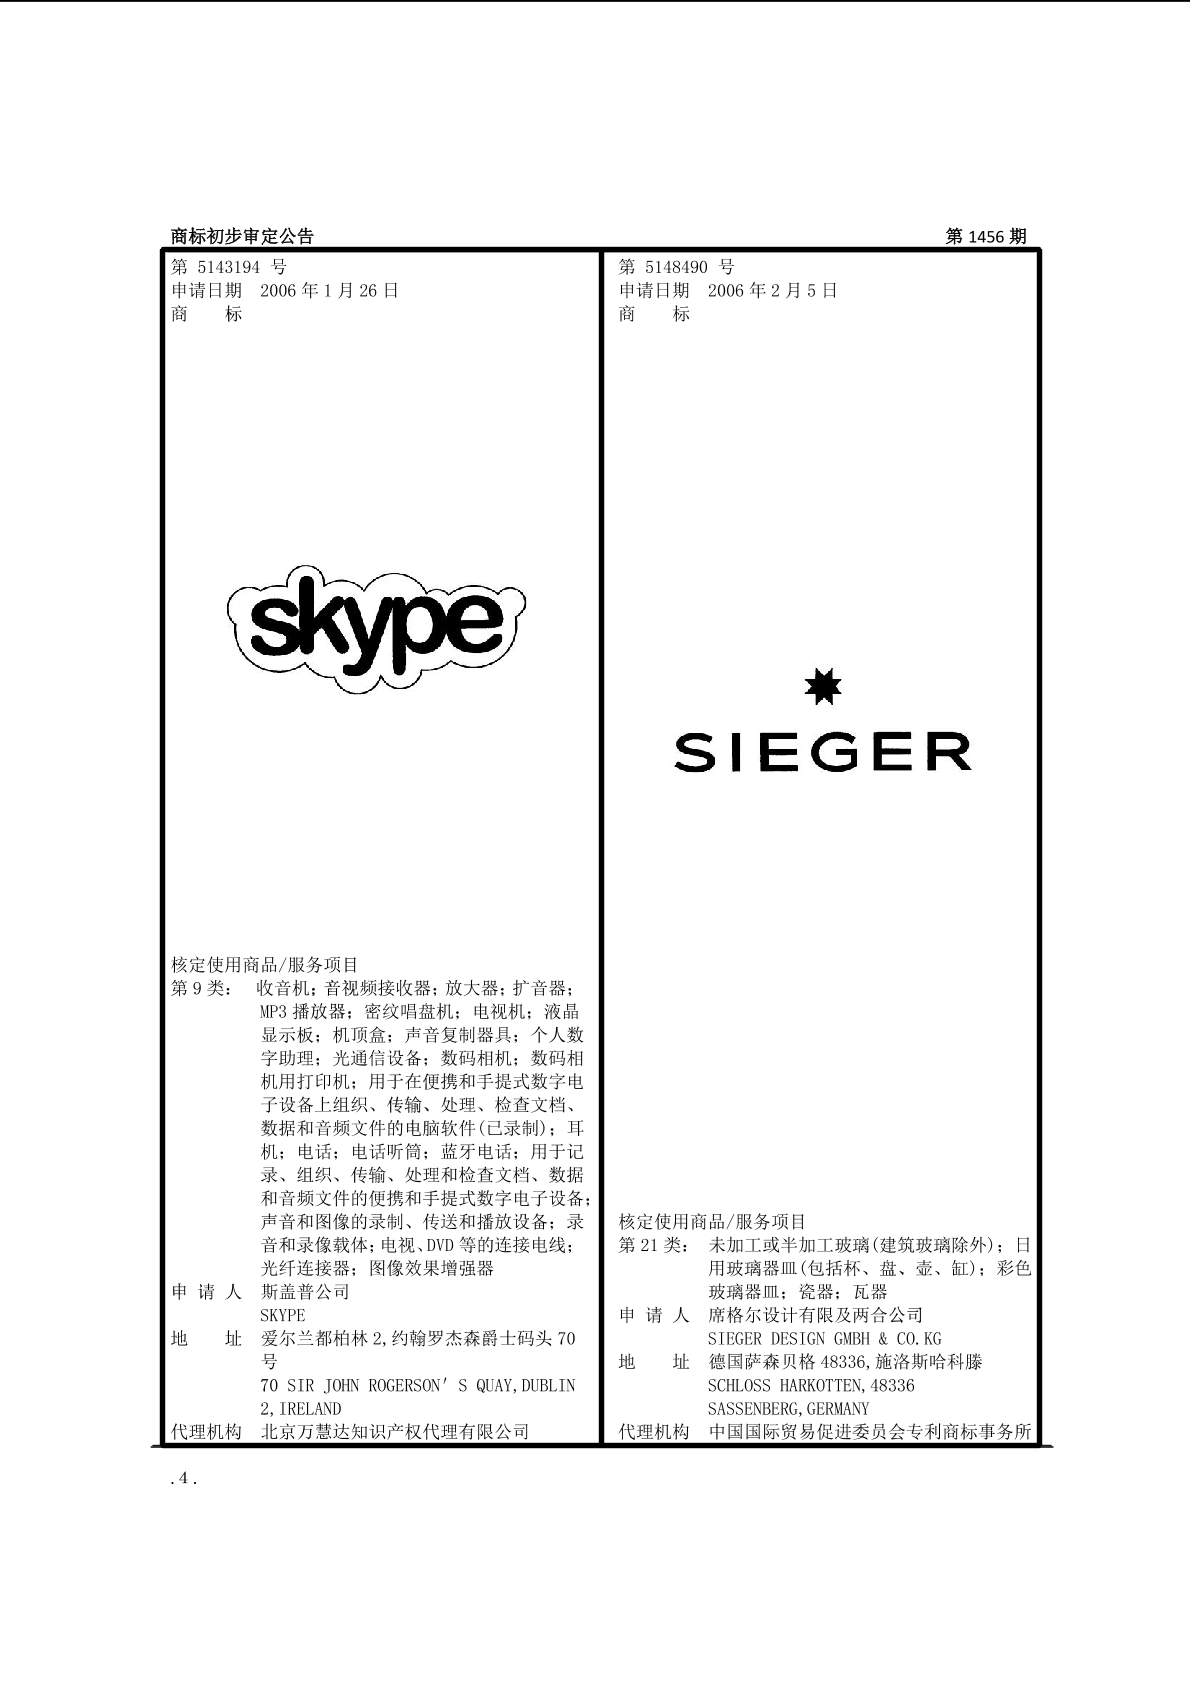 商标初步审定公告 第 1456 期
第 5143194 号
申请日期 2006 年 1 月 26 日
商 标
skype
核定使用商品/服务项目
第 9 类： 收音机；音视频接收器；放大器；扩音器；
MP3 播放器；密纹唱盘机；电视机；液晶
显示板；机顶盒；声音复制器具；个人数
字助理；光通信设备；数码相机；数码相
机用打印机；用于在便携和手提式数字电
子设备上组织、传输、处理、检查文档、
数据和音频文件的电脑软件(已录制)；耳
机；电话；电话听筒；蓝牙电话；用于记
录、组织、传输、处理和检查文档、数据
和音频文件的便携和手提式数字电子设备；
声音和图像的录制、传送和播放设备；录
音和录像载体；电视、DVD 等的连接电线；
光纤连接器；图像效果增强器
申 请 人 斯盖普公司
SKYPE
地 址 爱尔兰都柏林 2,约翰罗杰森爵士码头 70
号
70 SIR JOHN ROGERSON'S QUAY,DUBLIN
2,IRELAND
代理机构 北京万慧达知识产权代理有限公司
第 5148490 号
申请日期 2006 年 2 月 5 日
商 标
SIEGER
核定使用商品/服务项目
第 21 类： 未加工或半加工玻璃(建筑玻璃除外)；日
用玻璃器皿(包括杯、盘、壶、缸)；彩色
玻璃器皿；瓷器；瓦器
申 请 人 席格尔设计有限及两合公司
SIEGER DESIGN GMBH & CO.KG
地 址 德国萨森贝格 48336,施洛斯哈科滕
SCHLOSS HARKOTTEN,48336
SASSENBERG,GERMANY
代理机构 中国国际贸易促进委员会专利商标事务所
. 4 .